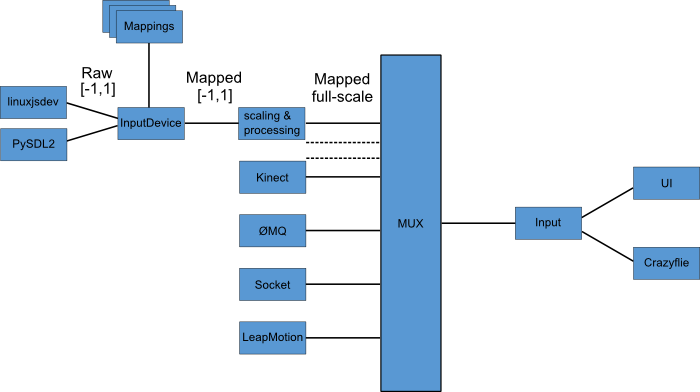 Mappings
Raw
[-1,1]
Mapped
[-1,1]
Mapped
full-scale
linuxjsdev
PySDL2
InputDevice
scaling &
processing
Kinect
ØMQ
Socket
LeapMotion
MUX
Input
UI
Crazyflie